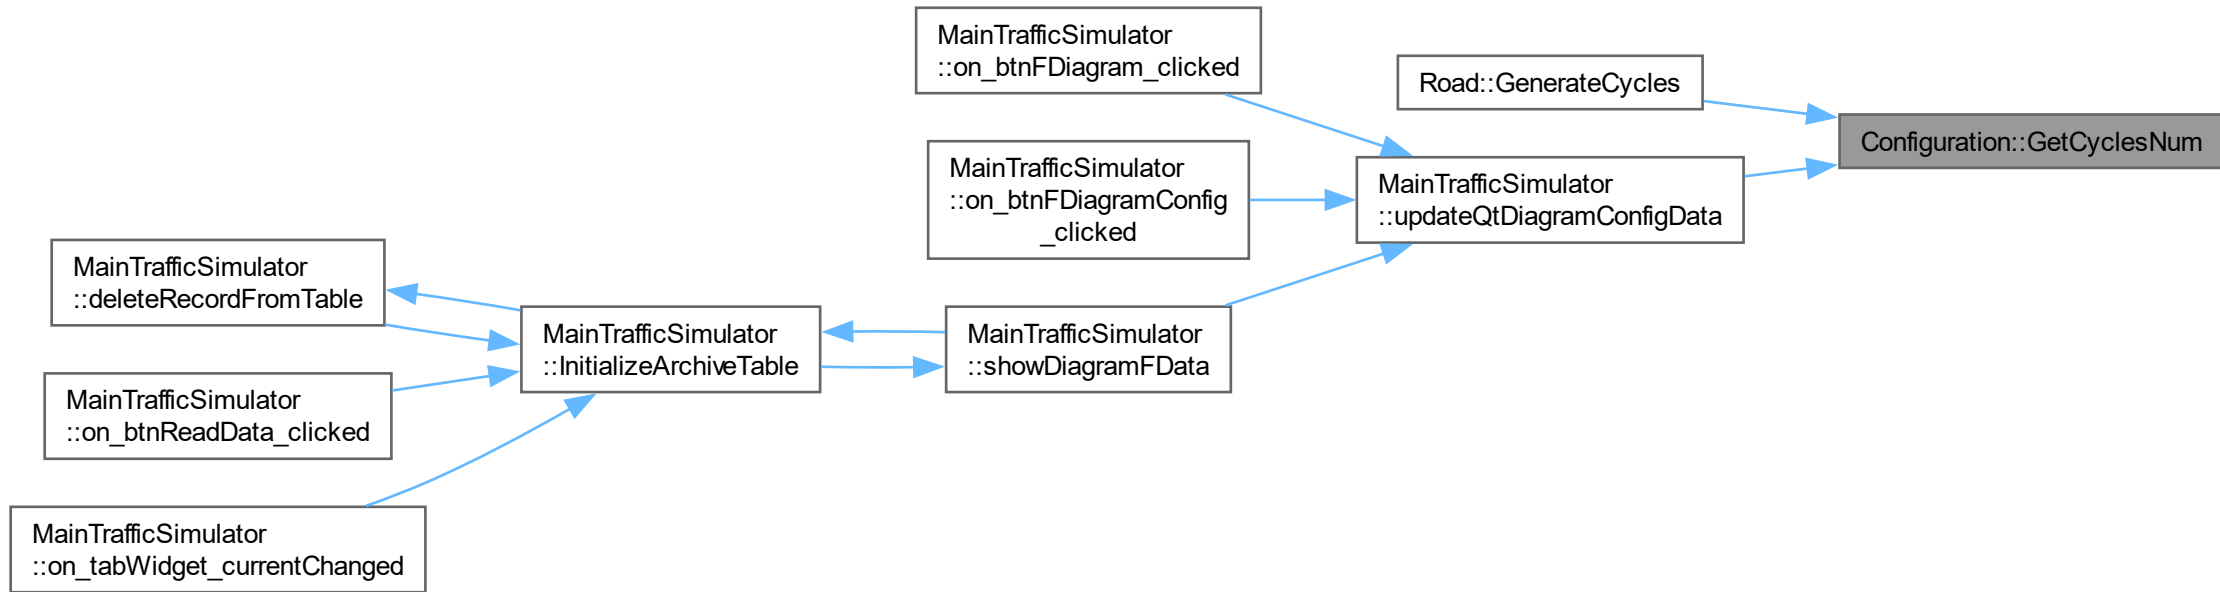 MainTrafficSimulator
::on_btnFDiagram_clicked
Road::GenerateCycles
Configuration::GetCyclesNum
MainTrafficSimulator
::on_btnFDiagramConfig
_clicked
MainTrafficSimulator
::updateQtDiagramConfigData
MainTrafficSimulator
::deleteRecordFromTable
MainTrafficSimulator
::InitializeArchiveTable
MainTrafficSimulator
::showDiagramFData
MainTrafficSimulator
::on_btnReadData_clicked
MainTrafficSimulator
::on_tabWidget_currentChanged